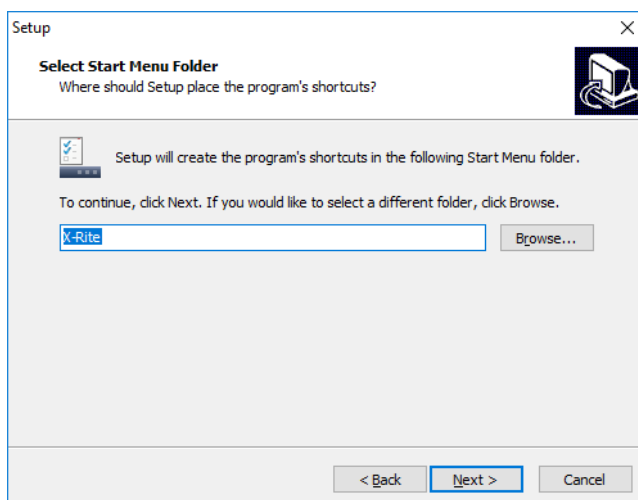 Setup
Select Start Menu Folder
Where should Setup place the program's shortcuts?
Setup will create the program's shortcuts in the following Start Menu folder.
To continue, click Next. If you would like to select a different folder, click Browse.
X-Rite
Browse...
< Back
Next >
Cancel